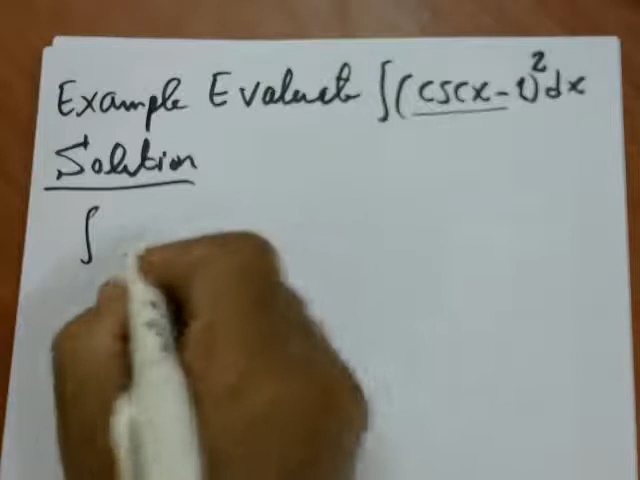 Example Evaluate ∫(cscx-1)²dx
Solution
∫